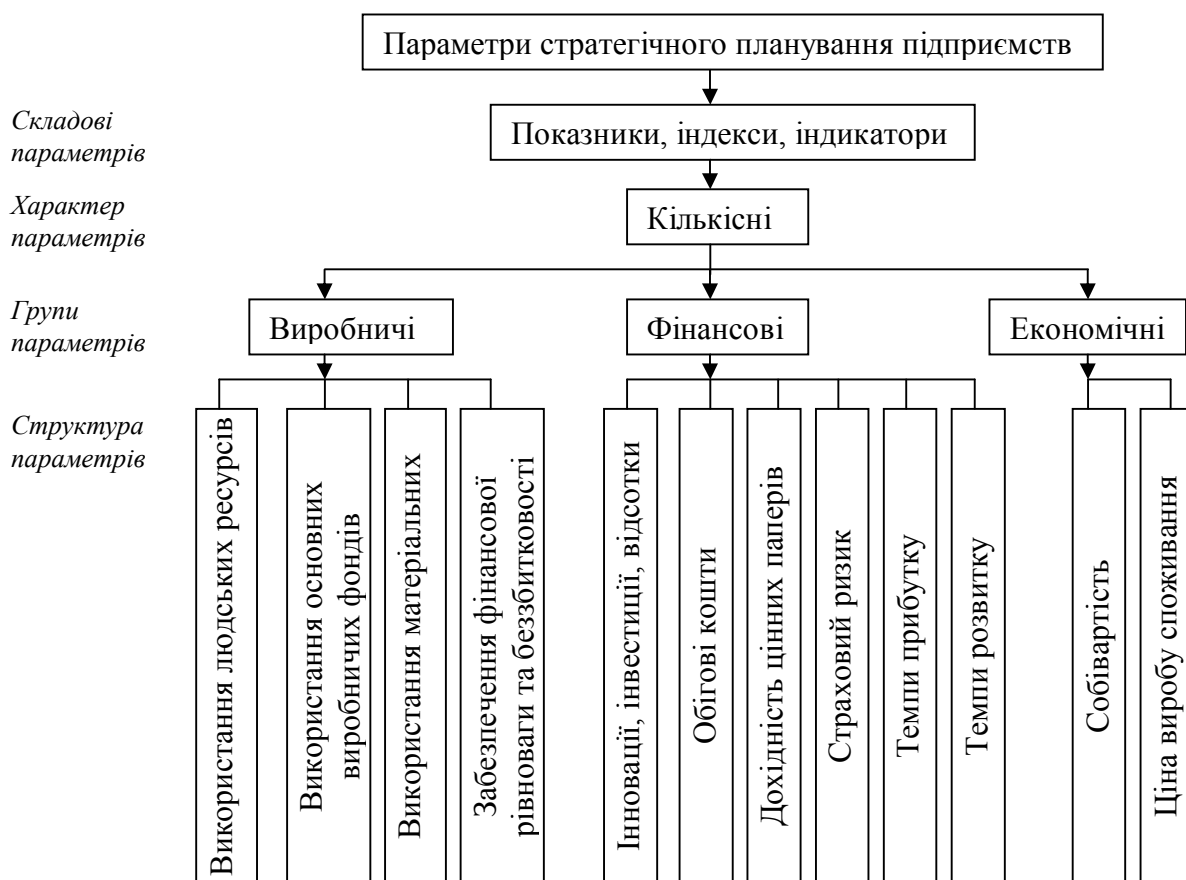 Параметри стратегічного планування підприємств
Складові
параметрів
Показники, індекси, індикатори
Характер
параметрів
Кількісні
Групи
параметрів
Виробничі
Фінансові
Економічні
Структура
параметрів
Використання людських ресурсів
Використання основних
виробничих фондів
Використання матеріальних
Забезпечення фінансової
рівноваги та беззбитковості
Інновації, інвестиції, відсотки
Обігові кошти
Дохідність цінних паперів
Страховий ризик
Темпи прибутку
Темпи розвитку
Собівартість
Ціна виробу споживання